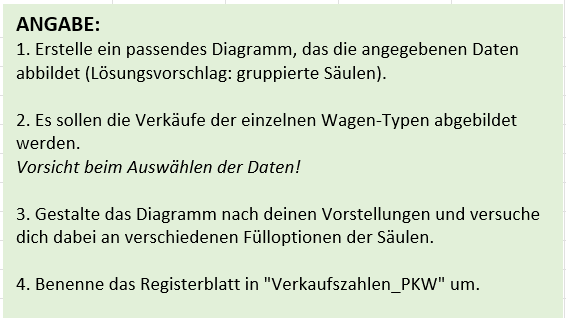 ANGABE:
1. Erstelle ein passendes Diagramm, das die angegebenen Daten
abbildet (Lösungsvorschlag: gruppierte Säulen).
2. Es sollen die Verkäufe der einzelnen Wagen-Typen abgebildet
werden.
Vorsicht beim Auswählen der Daten!
3. Gestalte das Diagramm nach deinen Vorstellungen und versuche
dich dabei an verschiedenen Fülloptionen der Säulen.
4. Benenne das Registerblatt in "Verkaufszahlen_PKW" um.